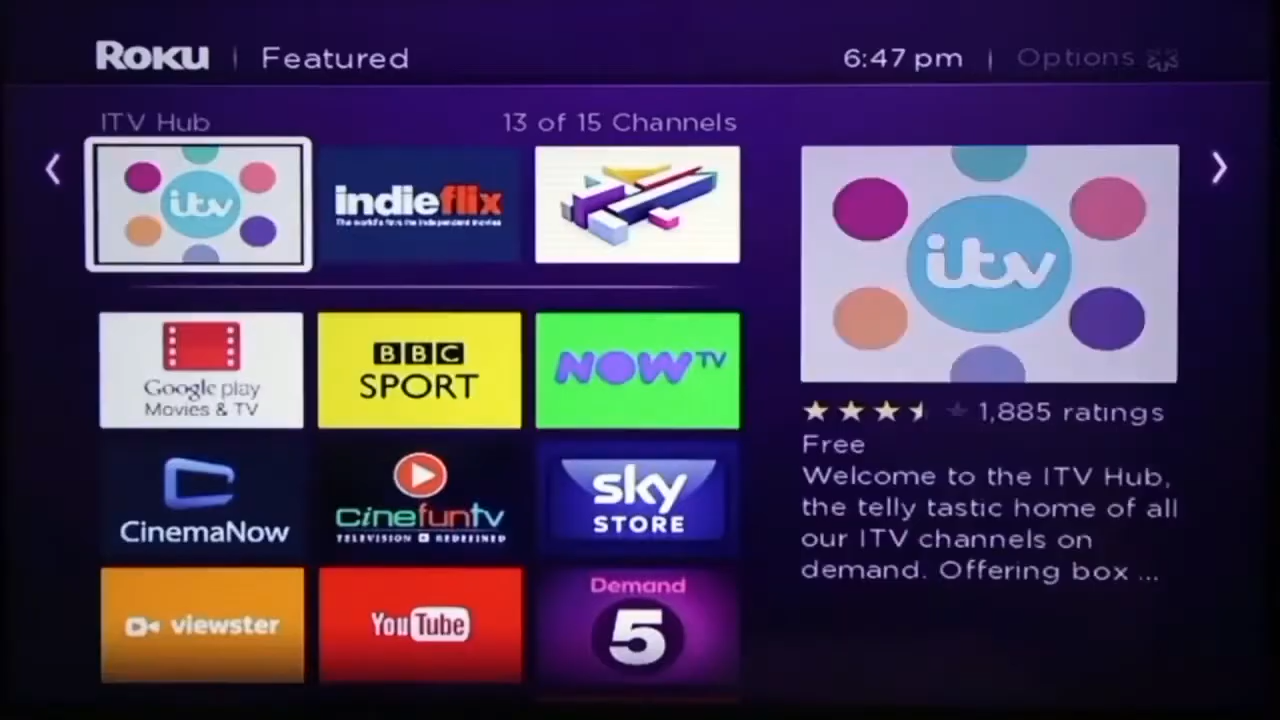 Roku | Featured
6:47 pm | Options
ITV Hub
13 of 15 Channels
itv
indieflix
itv
Google play
Movies & TV
BBC
SPORT
NOW TV
1,885 ratings
Free
Welcome to the ITV Hub,
the telly tastic home of all
our ITV channels on
demand. Offering box ...
CinemaNow
cinefuntv
TELEVISION REDEFINED
sky
STORE
viewster
YouTube
Demand
5